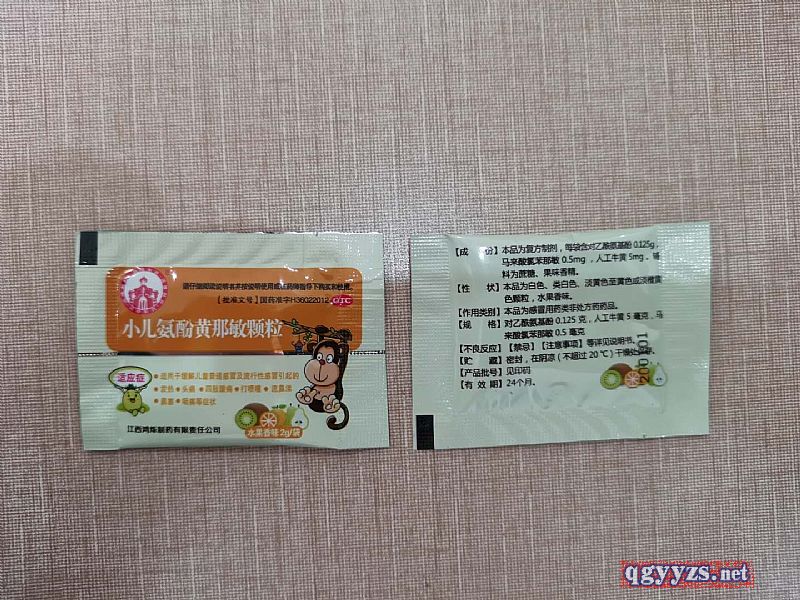 请仔细阅读说明书并按说明使用或在药师指导下购买和使用。
【批准文号】国药准字H36022012
OTC
小儿氨酚黄那敏颗粒
适应症
●适用于缓解儿童普通感冒及流行性感冒引起的
●发热●头痛●四肢酸痛●打喷嚏●流鼻涕
●鼻塞●咽痛等症状
水果香味 2g/袋
江西鸿烁制药有限责任公司
【成 份】本品为复方制剂，每袋含对乙酰氨基酚 0.125g，
马来酸氯苯那敏 0.5mg，人工牛黄 5mg。辅
料为蔗糖、果味香精。
【性 状】本品为白色、类白色、淡黄色至黄色或淡橙黄
色颗粒，水果香味。
【作用类别】本品为感冒用药类非处方药药品。
【规 格】对乙酰氨基酚 0.125 克，人工牛黄 5 毫克，马
来酸氯苯那敏 0.5 毫克
【不良反应】【禁忌】【注意事项】等详见说明书。
【贮 藏】密封，在阴凉（不超过 20℃）干燥处保存。
【产品批号】见印码
【有 效 期】24个月。
qgyyzs.net